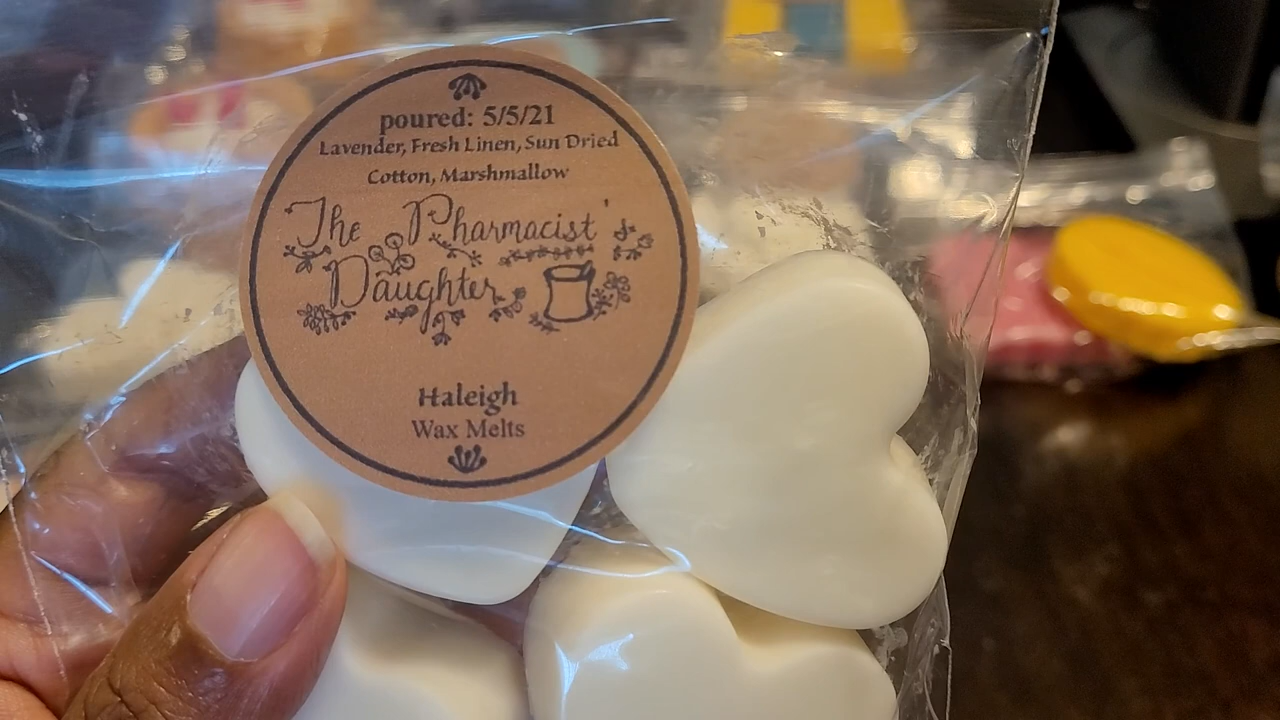 poured: 5/5/21
Lavender, Fresh Linen, Sun Dried
Cotton, Marshmallow
The Pharmacist's
Daughter
Haleigh
Wax Melts